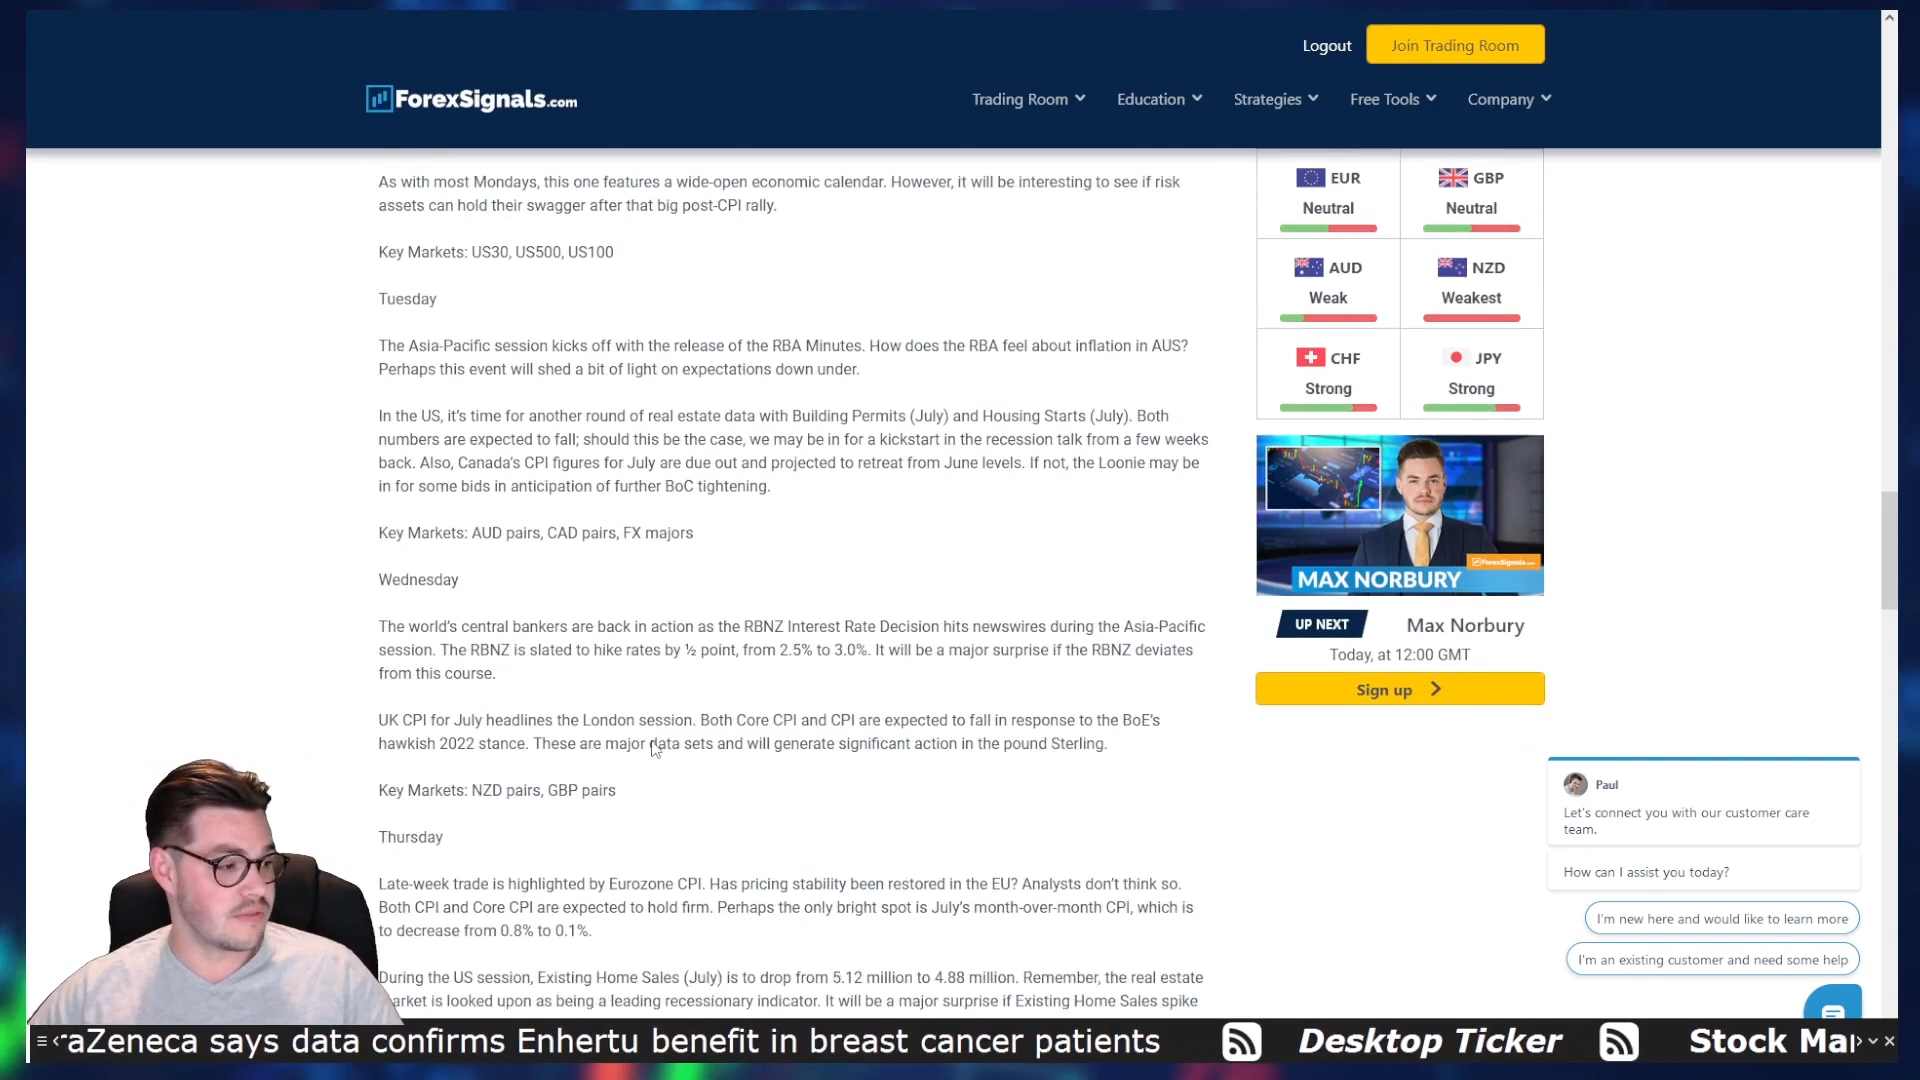 Logout
Join Trading Room
ForexSignals.com
Trading Room
Education
Strategies
Free Tools
Company
As with most Mondays, this one features a wide-open economic calendar. However, it will be interesting to see if risk
assets can hold their swagger after that big post-CPI rally.
Key Markets: US30, US500, US100
Tuesday
The Asia-Pacific session kicks off with the release of the RBA Minutes. How does the RBA feel about inflation in AUS?
Perhaps this event will shed a bit of light on expectations down under.
In the US, it's time for another round of real estate data with Building Permits (July) and Housing Starts (July). Both
numbers are expected to fall; should this be the case, we may be in for a kickstart in the recession talk from a few weeks
back. Also, Canada's CPI figures for July are due out and projected to retreat from June levels. If not, the Loonie may be
in for some bids in anticipation of further BoC tightening.
Key Markets: AUD pairs, CAD pairs, FX majors
Wednesday
The world's central bankers are back in action as the RBNZ Interest Rate Decision hits newswires during the Asia-Pacific
session. The RBNZ is slated to hike rates by ½ point, from 2.5% to 3.0%. It will be a major surprise if the RBNZ deviates
from this course.
UK CPI for July headlines the London session. Both Core CPI and CPI are expected to fall in response to the BoE's
hawkish 2022 stance. These are major data sets and will generate significant action in the pound Sterling.
Key Markets: NZD pairs, GBP pairs
Thursday
Late-week trade is highlighted by Eurozone CPI. Has pricing stability been restored in the EU? Analysts don't think so.
Both CPI and Core CPI are expected to hold firm. Perhaps the only bright spot is July's month-over-month CPI, which is
to decrease from 0.8% to 0.1%.
During the US session, Existing Home Sales (July) is to drop from 5.12 million to 4.88 million. Remember, the real estate
arket is looked upon as being a leading recessionary indicator. It will be a major surprise if Existing Home Sales spike
EUR
Neutral
GBP
Neutral
AUD
Weak
NZD
Weakest
CHF
Strong
JPY
Strong
ForexSignals.com
MAX NORBURY
UP NEXT
Max Norbury
Today, at 12:00 GMT
Sign up
Paul
Let's connect you with our customer care
team.
How can I assist you today?
I'm new here and would like to learn more
I'm an existing customer and need some help
raZeneca says data confirms Enhertu benefit in breast cancer patients
Desktop Ticker
Stock Mar